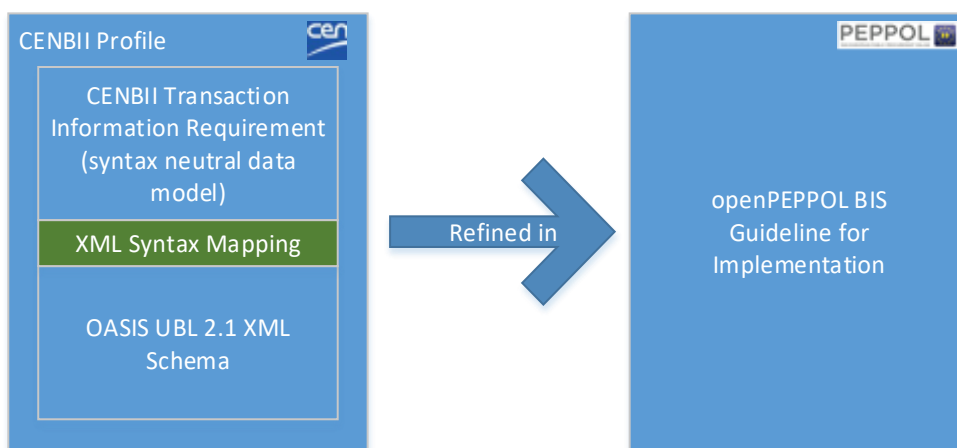 CENBII Profile
cen
CENBII Transaction
Information Requirement
(syntax neutral data
model)
XML Syntax Mapping
OASIS UBL 2.1 XML
Schema
Refined in
PEPPOL
openPEPPOL BIS
Guideline for
Implementation